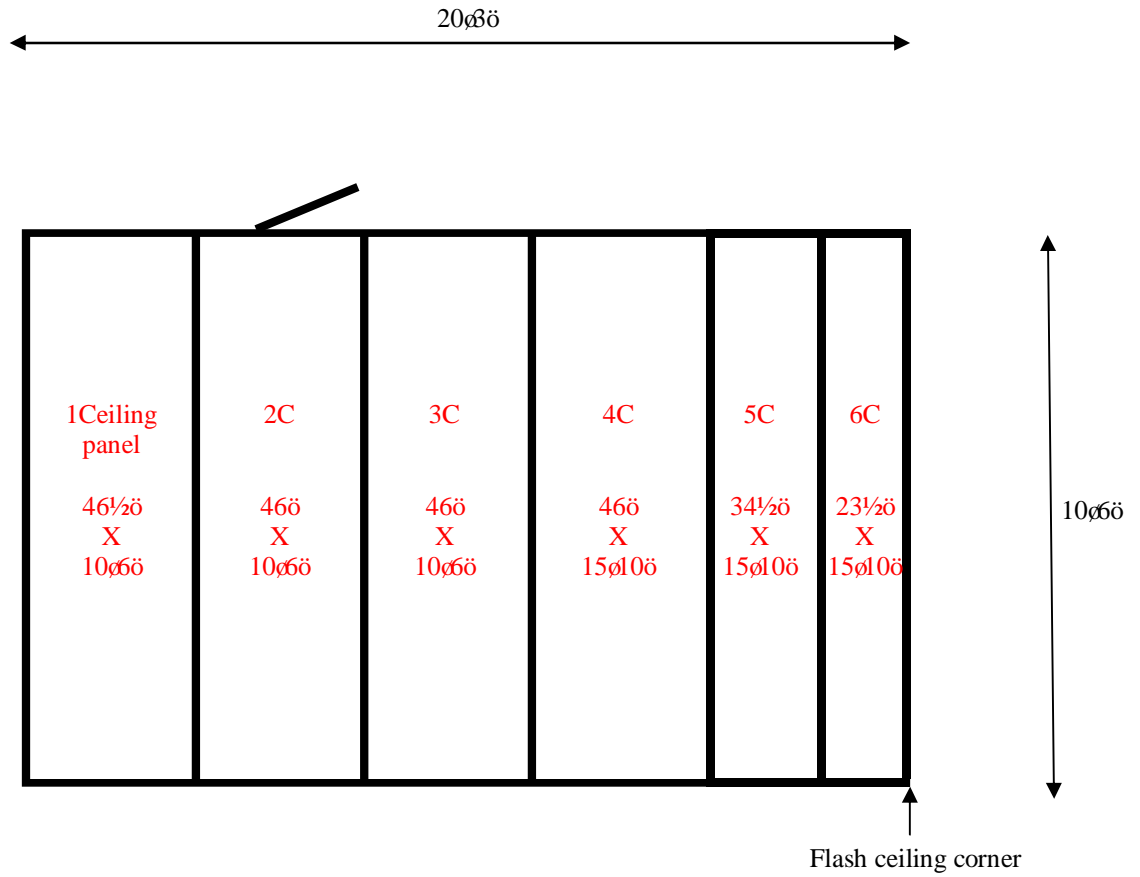 20ø3ö
1Ceiling
panel
46½ö
X
10ø6ö
2C
46ö
X
10ø6ö
3C
46ö
X
10ø6ö
4C
46ö
X
15ø10ö
5C
34½ö
X
15ø10ö
6C
23½ö
X
15ø10ö
10ø6ö
Flash ceiling corner